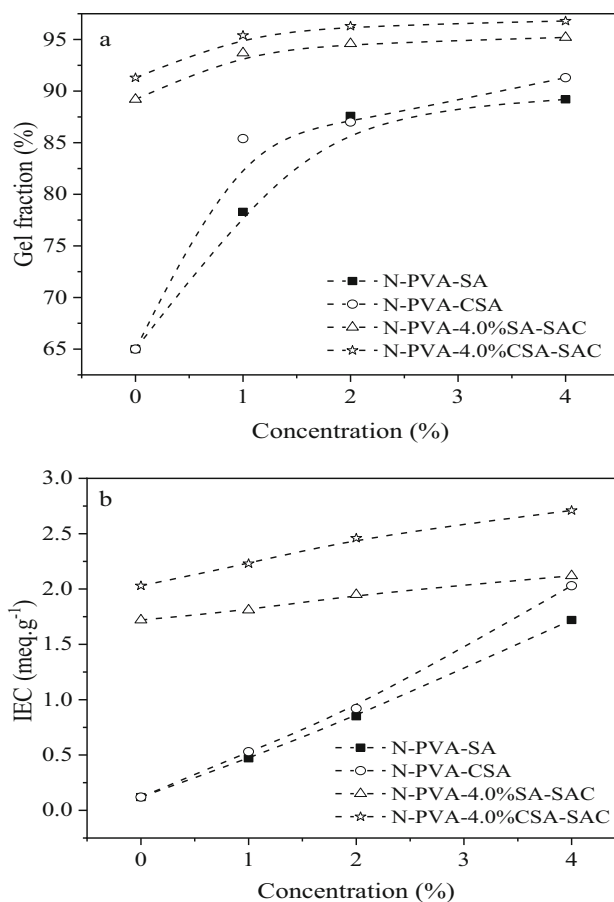 a
95
90
85
80
75
70
65
Gel fraction (%)
N-PVA-SA
N-PVA-CSA
N-PVA-4.0%SA-SAC
N-PVA-4.0%CSA-SAC
0 1 2 3 4
Concentration (%)
b
3.0
2.5
2.0
1.5
1.0
0.5
0.0
IEC (meq.g⁻¹)
N-PVA-SA
N-PVA-CSA
N-PVA-4.0%SA-SAC
N-PVA-4.0%CSA-SAC
0 1 2 3 4
Concentration (%)